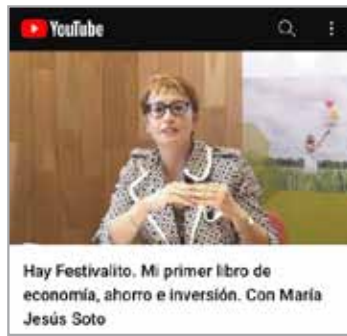 YouTube
Hay Festivalito. Mi primer libro de
economía, ahorro e inversión. Con María
Jesús Soto